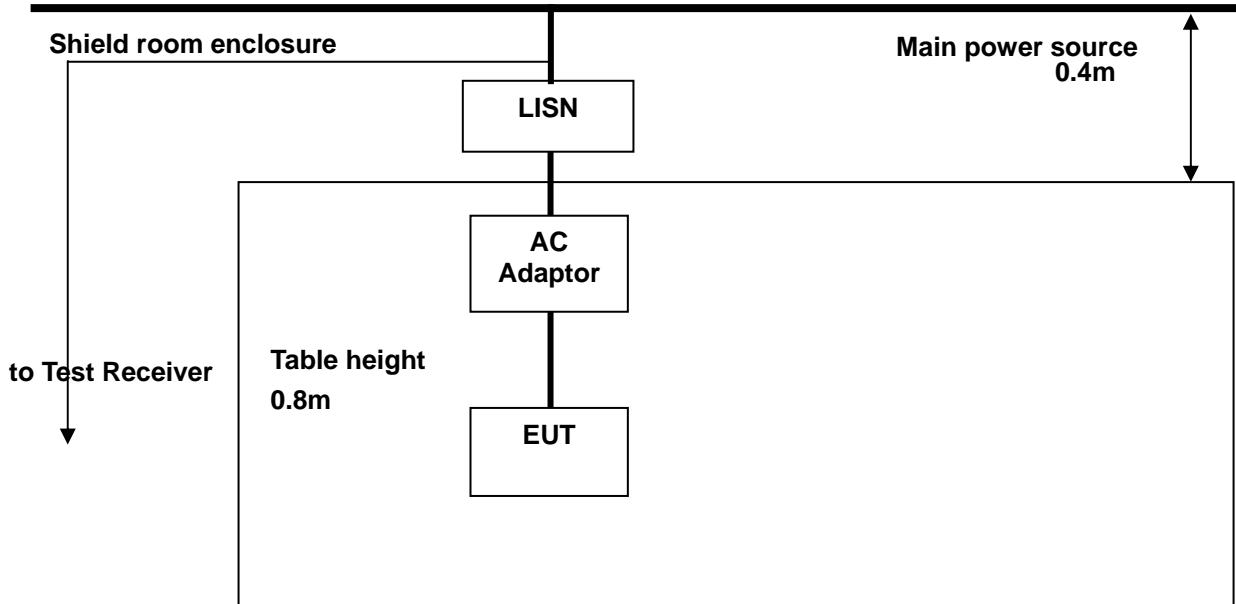 Shield room enclosure
Main power source
0.4m
LISN
AC
Adaptor
to Test Receiver
Table height
0.8m
EUT